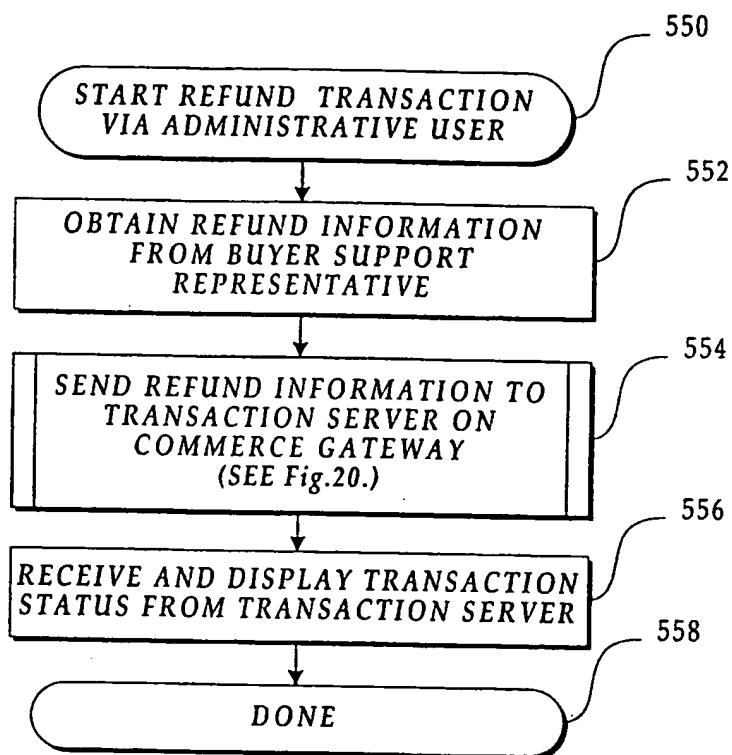 550
START REFUND TRANSACTION
VIA ADMINISTRATIVE USER
552
OBTAIN REFUND INFORMATION
FROM BUYER SUPPORT
REPRESENTATIVE
554
SEND REFUND INFORMATION TO
TRANSACTION SERVER ON
COMMERCE GATEWAY
(SEE Fig.20.)
556
RECEIVE AND DISPLAY TRANSACTION
STATUS FROM TRANSACTION SERVER
558
DONE